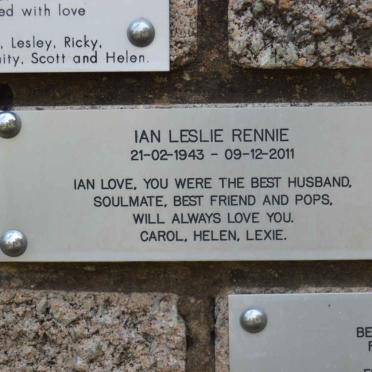 ed with love
Lesley, Ricky,
ity, Scott and Helen.
IAN LESLIE RENNIE
21-02-1943 - 09-12-2011
IAN LOVE, YOU WERE THE BEST HUSBAND,
SOULMATE, BEST FRIEND AND POPS,
WILL ALWAYS LOVE YOU.
CAROL, HELEN, LEXIE.
BE